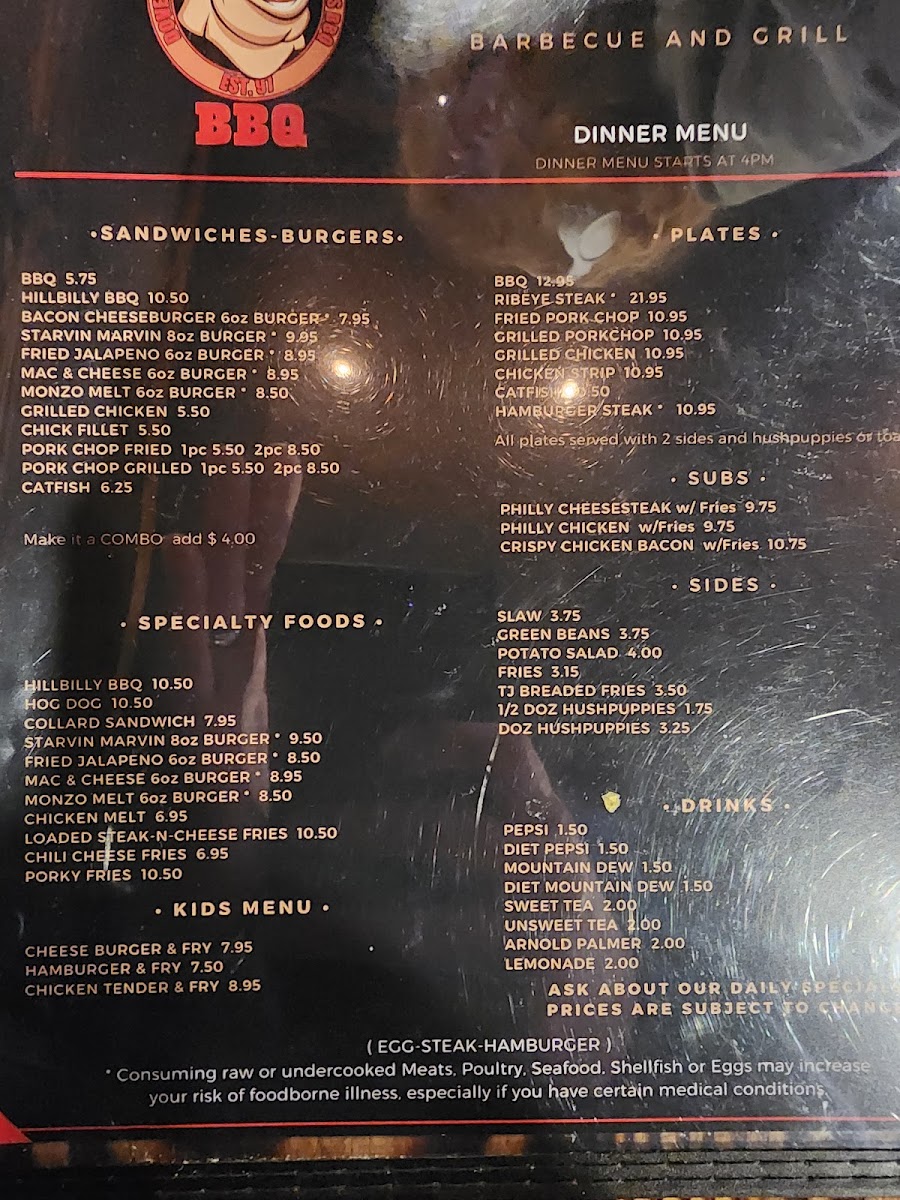 EST. 97
BBQ
BARBECUE AND GRILL
DINNER MENU
DINNER MENU STARTS AT 4PM
•SANDWICHES-BURGERS•
BBQ 5.75
HILLBILLY BBQ 10.50
BACON CHEESEBURGER 6oz BURGER * 7.95
STARVIN MARVIN 8oz BURGER * 9.95
FRIED JALAPENO 6oz BURGER * 8.95
MAC & CHEESE 6oz BURGER * 8.95
MONZO MELT 6oz BURGER * 8.50
GRILLED CHICKEN 5.50
CHICK FILLET 5.50
PORK CHOP FRIED 1pc 5.50 2pc 8.50
PORK CHOP GRILLED 1pc 5.50 2pc 8.50
CATFISH 6.25
Make it a COMBO add $ 4.00
• SPECIALTY FOODS •
HILLBILLY BBQ 10.50
HOG DOG 10.50
COLLARD SANDWICH 7.95
STARVIN MARVIN 8oz BURGER * 9.50
FRIED JALAPENO 6oz BURGER * 8.50
MAC & CHEESE 6oz BURGER * 8.95
MONZO MELT 6oz BURGER * 8.50
CHICKEN MELT 6.95
LOADED STEAK-N-CHEESE FRIES 10.50
CHILI CHEESE FRIES 6.95
PORKY FRIES 10.50
• KIDS MENU •
CHEESE BURGER & FRY 7.95
HAMBURGER & FRY 7.50
CHICKEN TENDER & FRY 8.95
• PLATES •
BBQ 12.95
RIBEYE STEAK * 21.95
FRIED PORK CHOP 10.95
GRILLED PORKCHOP 10.95
GRILLED CHICKEN 10.95
CHICKEN STRIP 10.95
CATFISH
HAMBURGER STEAK * 10.95
All plates served with 2 sides and hushpuppies or
• SUBS •
PHILLY CHEESESTEAK w/ Fries 9.75
PHILLY CHICKEN w/Fries 9.75
CRISPY CHICKEN BACON w/Fries 10.75
• SIDES •
SLAW 3.75
GREEN BEANS 3.75
POTATO SALAD 4.00
FRIES 3.15
TJ BREADED FRIES 3.50
1/2 DOZ HUSHPUPPIES 1.75
DOZ HUSHPUPPIES 3.25
• DRINKS •
PEPSI 1.50
DIET PEPSI 1.50
MOUNTAIN DEW 1.50
DIET MOUNTAIN DEW 1.50
SWEET TEA 2.00
UNSWEET TEA 2.00
ARNOLD PALMER 2.00
LEMONADE 2.00
ASK ABOUT OUR DAILY SPECIAL
PRICES ARE SUBJECT TO CHANG
( EGG-STEAK-HAMBURGER )
* Consuming raw or undercooked Meats, Poultry, Seafood, Shellfish or Eggs may increase
your risk of foodborne illness, especially if you have certain medical conditions.